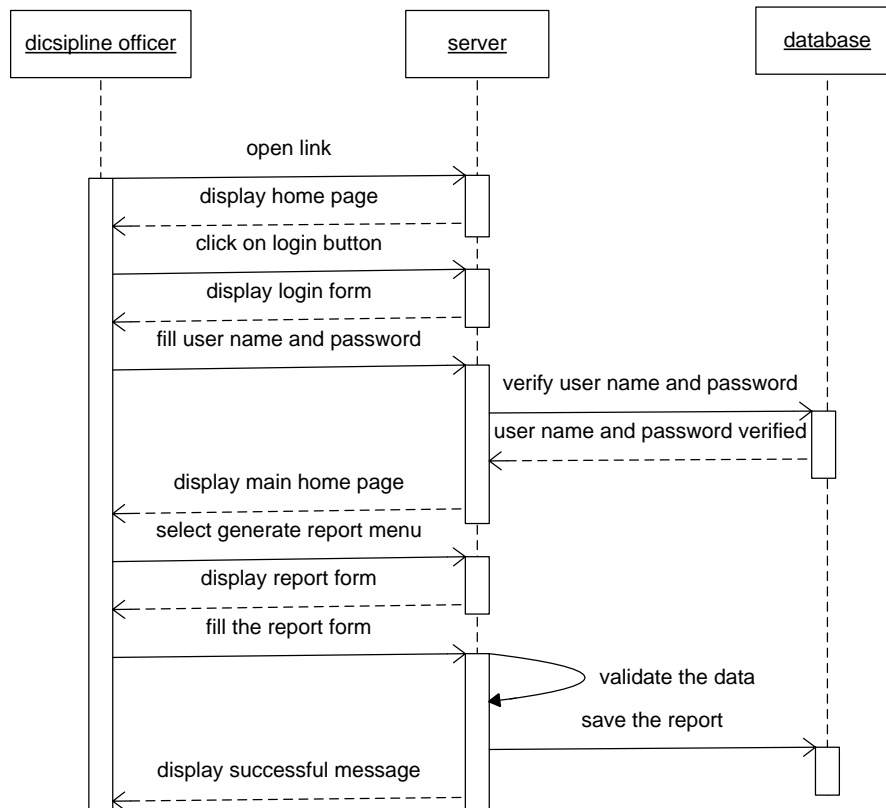 dicsipline officer
server
database
open link
display home page
click on login button
display login form
fill user name and password
verify user name and password
user name and password verified
display main home page
select generate report menu
display report form
fill the report form
validate the data
save the report
display successful message